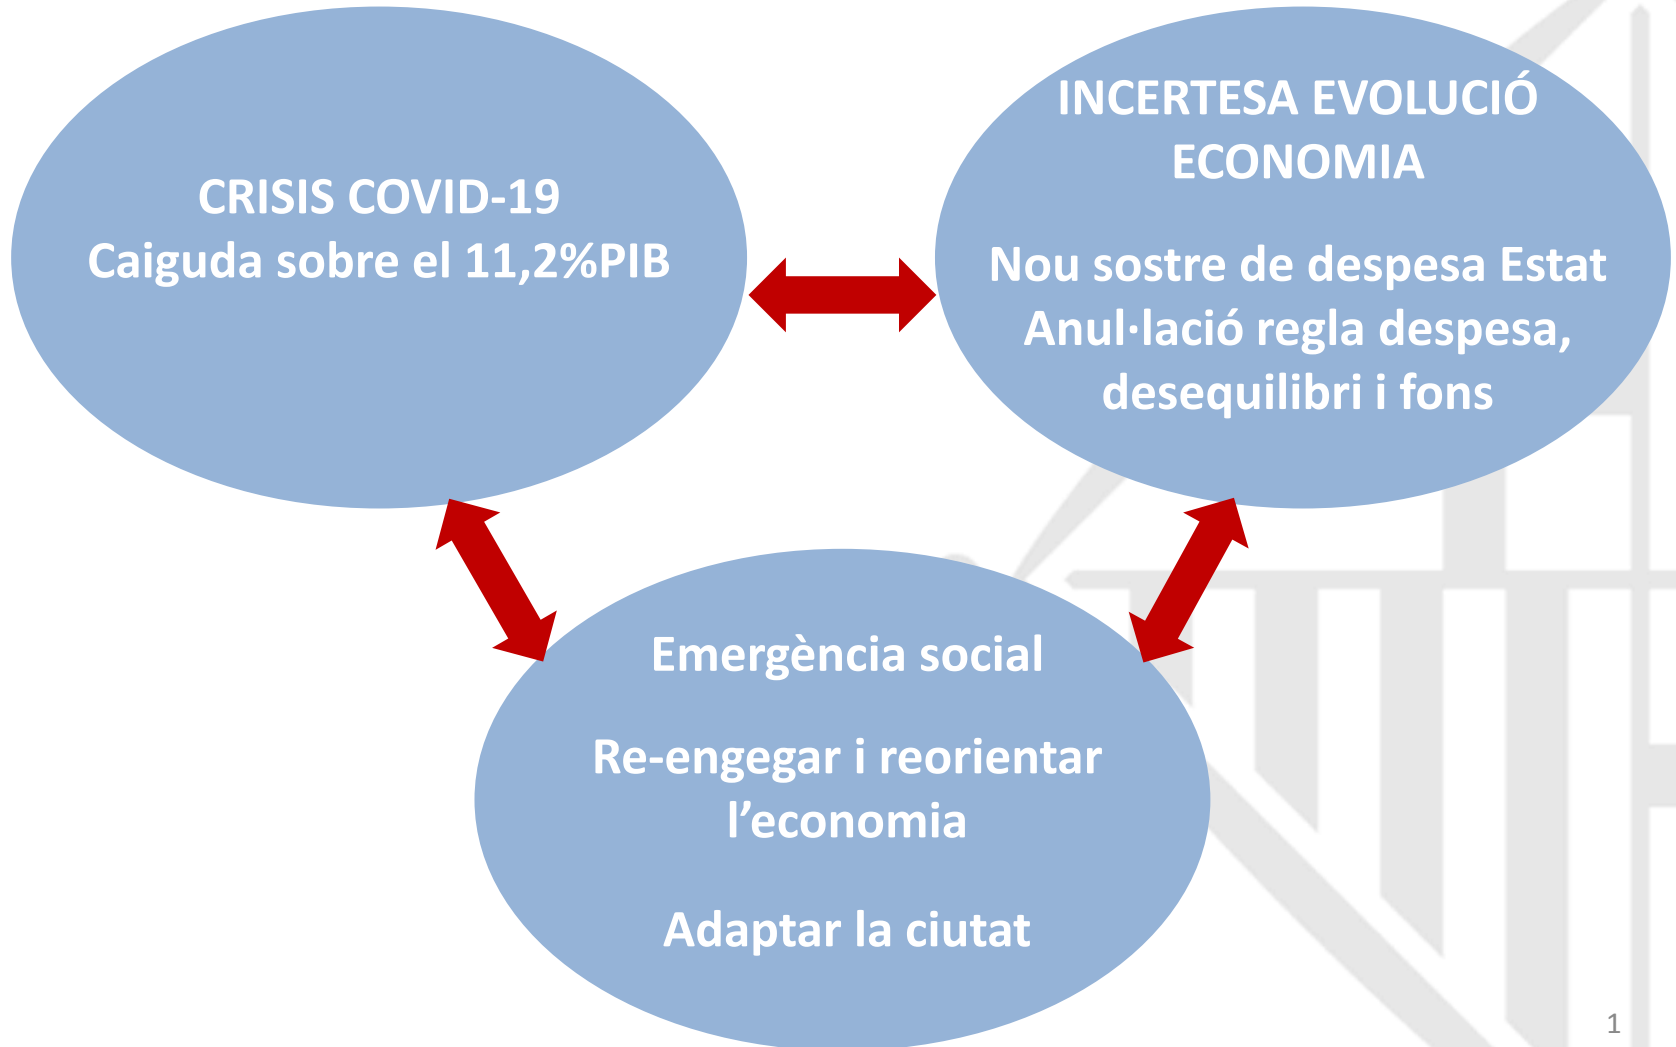 CRISIS COVID-19
Caiguda sobre el 11,2%PIB
INCERTESA EVOLUCIÓ
ECONOMIA
Nou sostre de despesa Estat
Anul·lació regla despesa,
desequilibri i fons
Emergència social
Re-engegar i reorientar
l’economia
Adaptar la ciutat
1